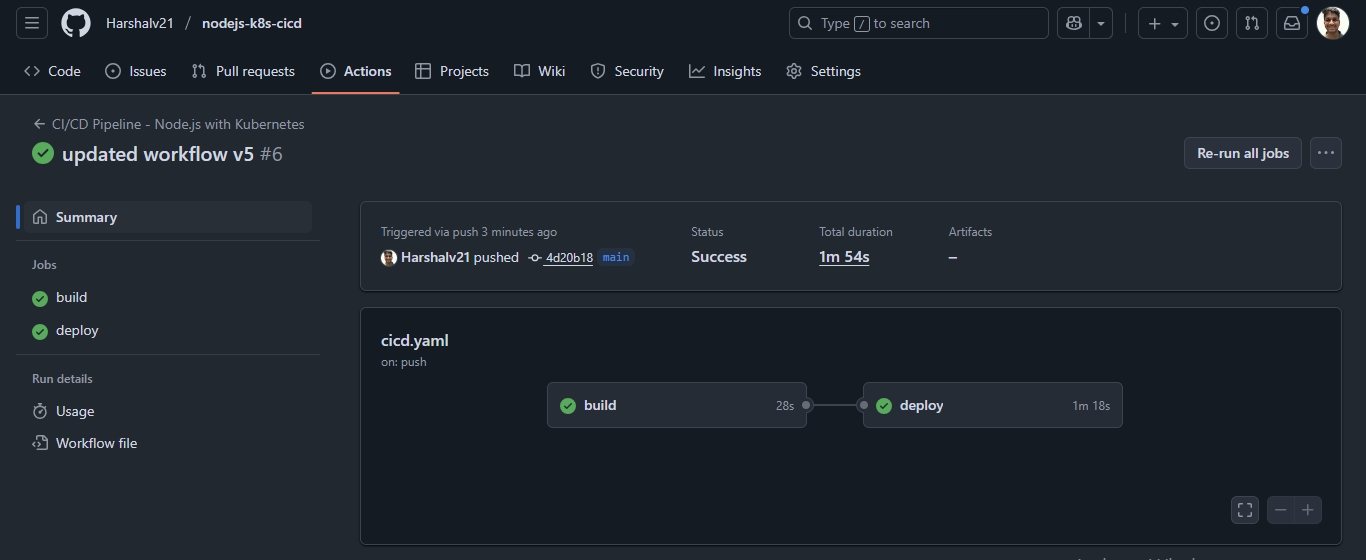 Harshalv21 / nodejs-k8s-cicd
Type / to search
Code Issues Pull requests Actions Projects Wiki Security Insights Settings
CI/CD Pipeline - Node.js with Kubernetes
updated workflow v5 #6
Re-run all jobs
Summary
Jobs
build
deploy
Run details
Usage
Workflow file
Triggered via push 3 minutes ago
Harshalv21 pushed 4d20b18 main
Status
Success
Total duration
1m 54s
Artifacts
–
cicd.yaml
on: push
build 28s
deploy 1m 18s